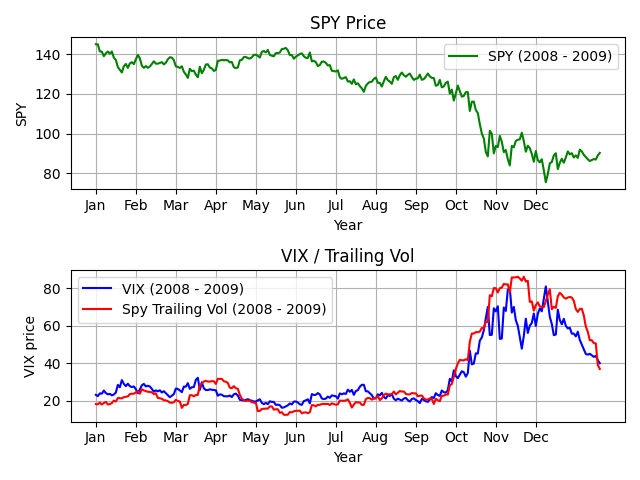 SPY Price
SPY
140
120
100
80
SPY (2008 - 2009)
Jan Feb Mar Apr May Jun Jul Aug Sep Oct Nov Dec
Year
VIX / Trailing Vol
VIX price
80
60
40
20
VIX (2008 - 2009)
Spy Trailing Vol (2008 - 2009)
Jan Feb Mar Apr May Jun Jul Aug Sep Oct Nov Dec
Year